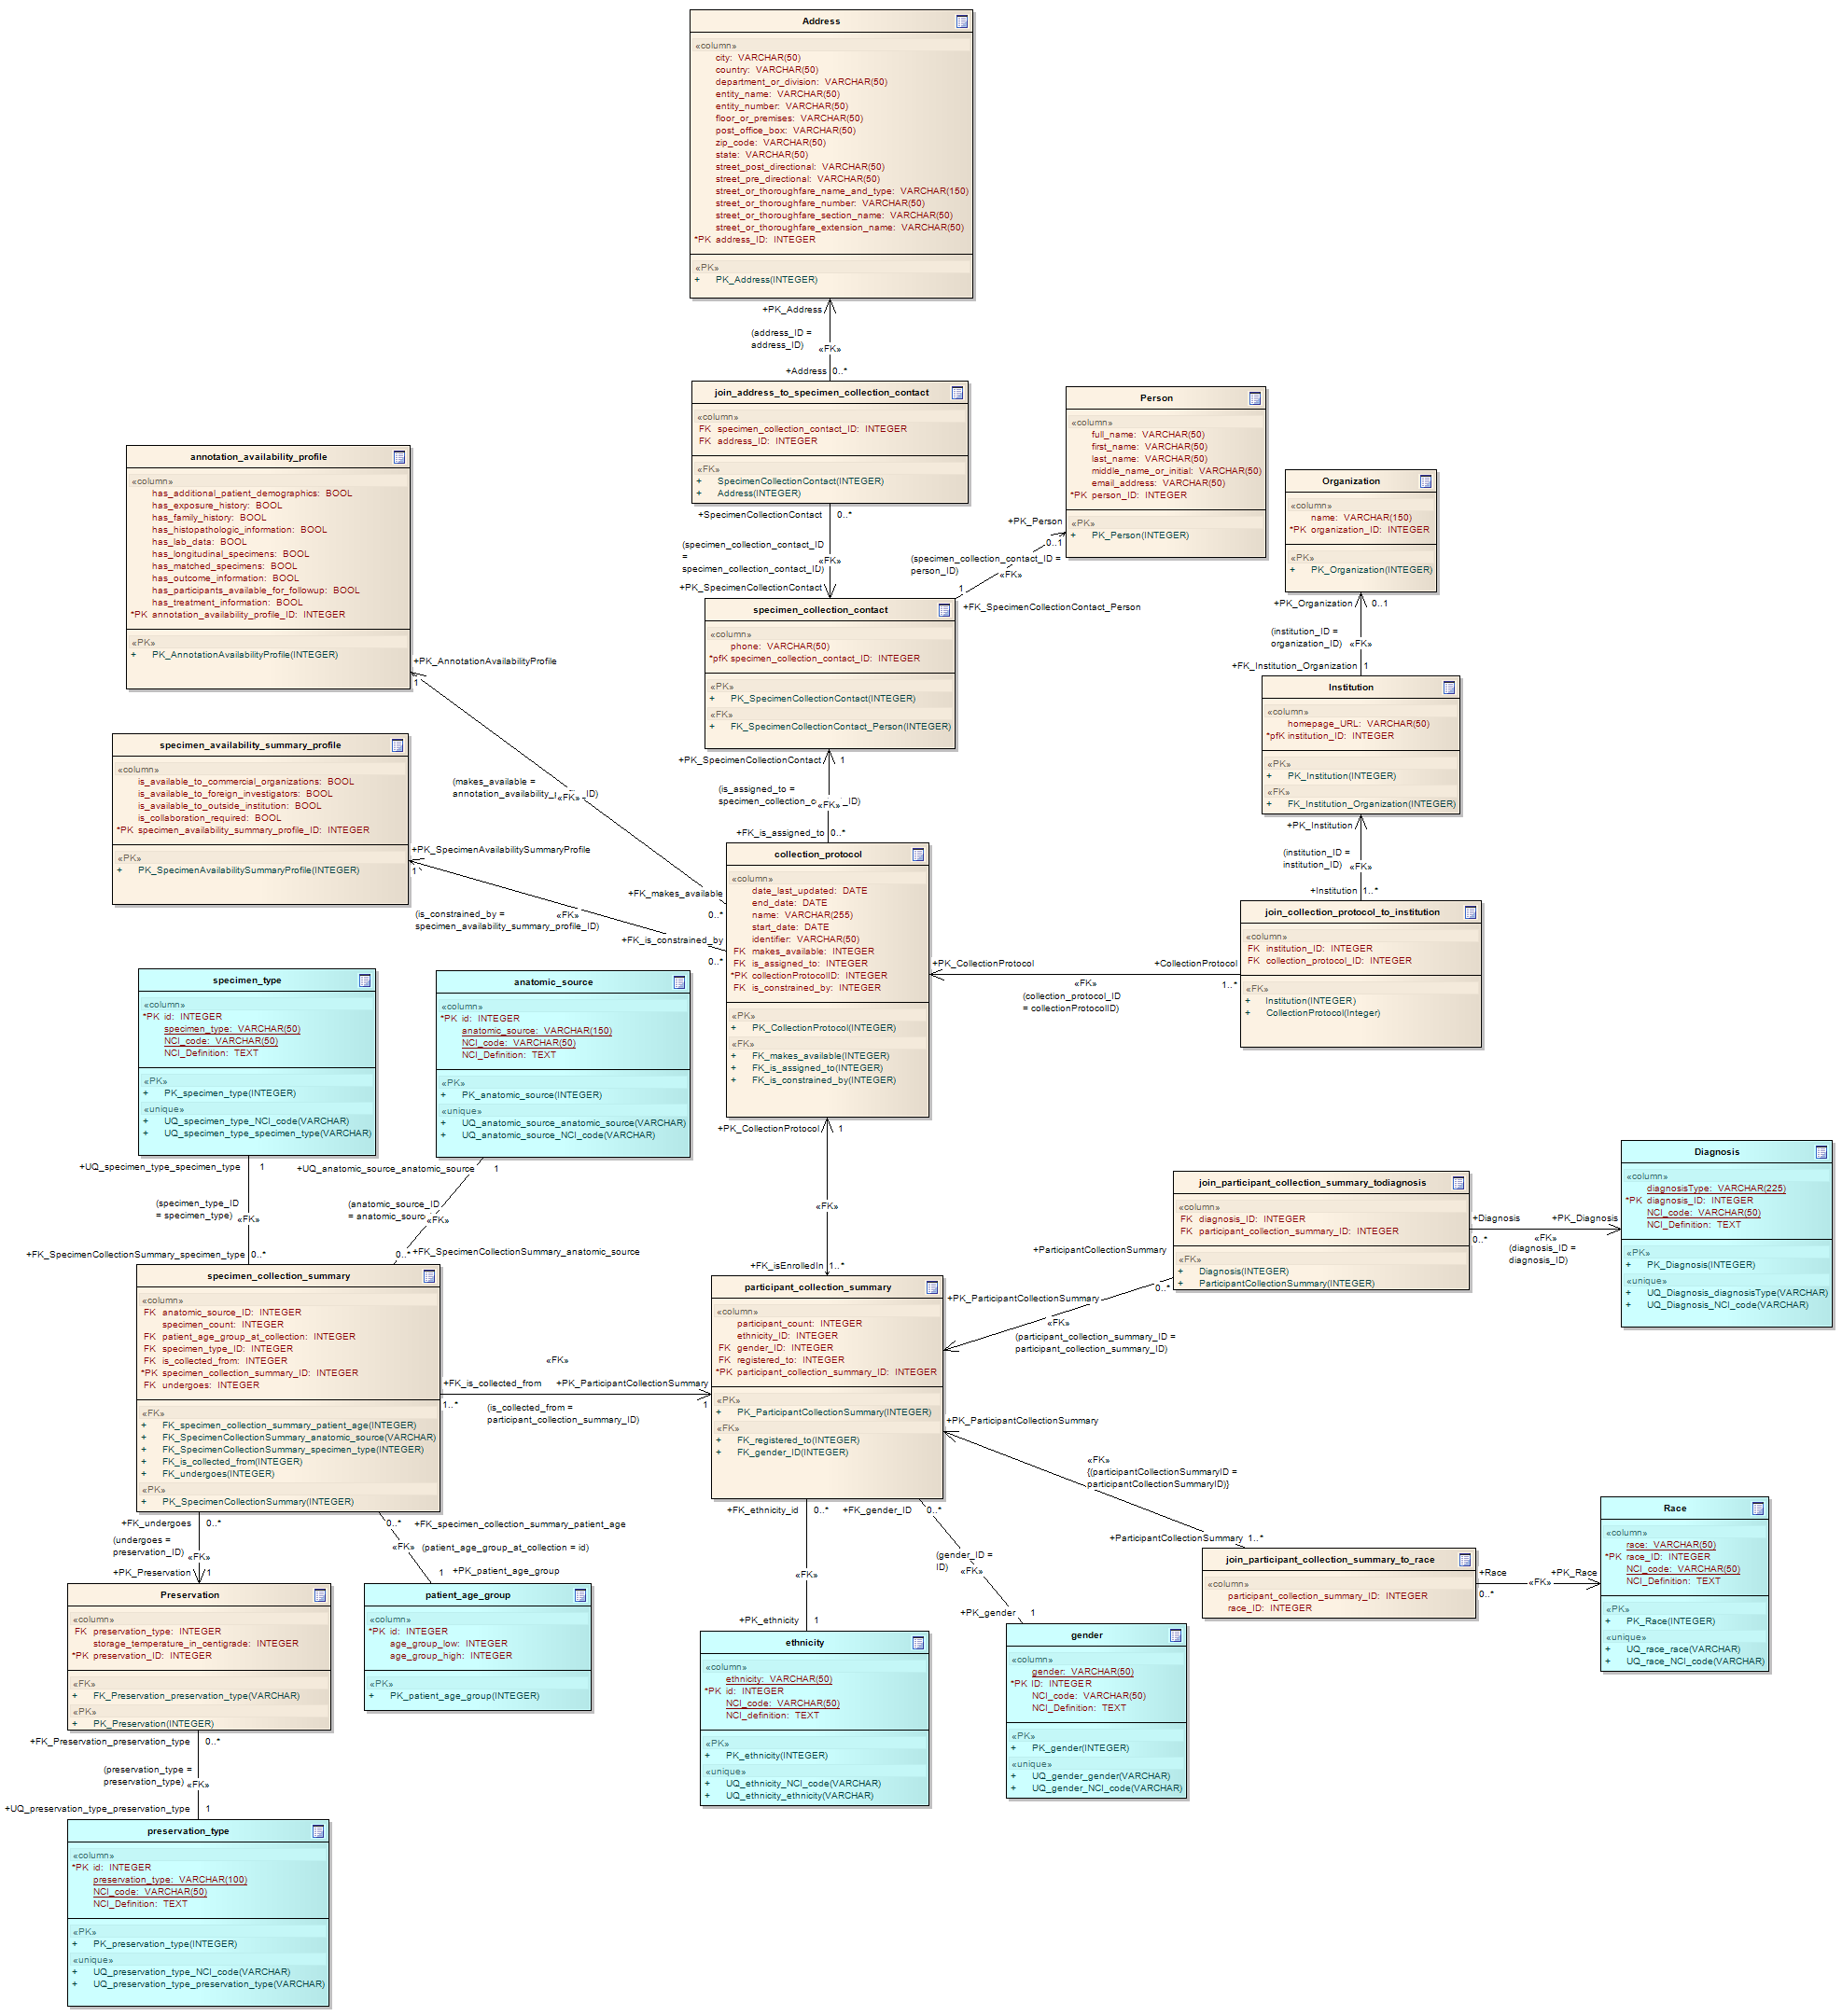 Address
«column»
city: VARCHAR(50)
country: VARCHAR(50)
department_or_division: VARCHAR(50)
entity_name: VARCHAR(50)
entity_number: VARCHAR(50)
floor_or_premises: VARCHAR(50)
post_office_box: VARCHAR(50)
zip_code: VARCHAR(50)
state: VARCHAR(50)
street_post_directional: VARCHAR(50)
street_pre_directional: VARCHAR(50)
street_or_thoroughfare_name_and_type: VARCHAR(150)
street_or_thoroughfare_number: VARCHAR(50)
street_or_thoroughfare_section_name: VARCHAR(50)
street_or_thoroughfare_extension_name: VARCHAR(50)
*PK address_ID: INTEGER
«PK»
+ PK_Address(INTEGER)
+PK_Address
(address_ID =
address_ID)
«FK»
+Address 0..*
join_address_to_specimen_collection_contact
«column»
FK specimen_collection_contact_ID: INTEGER
FK address_ID: INTEGER
«FK»
+ SpecimenCollectionContact(INTEGER)
+ Address(INTEGER)
+SpecimenCollectionContact 0..*
(specimen_collection_contact_ID
=
specimen_collection_contact_ID)
«FK»
+PK_SpecimenCollectionContact
Person
«column»
full_name: VARCHAR(50)
first_name: VARCHAR(50)
last_name: VARCHAR(50)
middle_name_or_initial: VARCHAR(50)
email_address: VARCHAR(50)
*PK person_ID: INTEGER
«PK»
+ PK_Person(INTEGER)
+PK_Person
0..1
(specimen_collection_contact_ID =
person_ID)
«FK»
1
+FK_SpecimenCollectionContact_Person
Organization
«column»
name: VARCHAR(150)
*PK organization_ID: INTEGER
«PK»
+ PK_Organization(INTEGER)
+PK_Organization 0..1
(institution_ID =
organization_ID)
«FK»
+FK_Institution_Organization 1
annotation_availability_profile
«column»
has_additional_patient_demographics: BOOL
has_exposure_history: BOOL
has_family_history: BOOL
has_histopathologic_information: BOOL
has_lab_data: BOOL
has_longitudinal_specimens: BOOL
has_matched_specimens: BOOL
has_outcome_information: BOOL
has_participants_available_for_followup: BOOL
has_treatment_information: BOOL
*PK annotation_availability_profile_ID: INTEGER
«PK»
+ PK_AnnotationAvailabilityProfile(INTEGER)
+PK_AnnotationAvailabilityProfile
1
(makes_available =
annotation_availability_ _ID)
«FK»
+FK_makes_available
0..*
specimen_collection_contact
«column»
phone: VARCHAR(50)
*pfK specimen_collection_contact_ID: INTEGER
«PK»
+ PK_SpecimenCollectionContact(INTEGER)
«FK»
+ FK_SpecimenCollectionContact_Person(INTEGER)
+PK_SpecimenCollectionContact 1
(is_assigned_to =
specimen_collection_c _ID)
«FK»
+FK_is_assigned_to 0..*
Institution
«column»
homepage_URL: VARCHAR(50)
*pfK institution_ID: INTEGER
«PK»
+ PK_Institution(INTEGER)
«FK»
+ FK_Institution_Organization(INTEGER)
+PK_Institution
(institution_ID =
institution_ID)
«FK»
+Institution 1..*
specimen_availability_summary_profile
«column»
is_available_to_commercial_organizations: BOOL
is_available_to_foreign_investigators: BOOL
is_available_to_outside_institution: BOOL
is_collaboration_required: BOOL
*PK specimen_availability_summary_profile_ID: INTEGER
«PK»
+ PK_SpecimenAvailabilitySummaryProfile(INTEGER)
+PK_SpecimenAvailabilitySummaryProfile
1
(is_constrained_by =
specimen_availability_summary_profile_ID)
«FK»
+FK_is_constrained_by
0..*
collection_protocol
«column»
date_last_updated: DATE
end_date: DATE
name: VARCHAR(255)
start_date: DATE
identifier: VARCHAR(50)
FK makes_available: INTEGER
FK is_assigned_to: INTEGER
*PK collectionProtocolID: INTEGER
FK is_constrained_by: INTEGER
«PK»
+ PK_CollectionProtocol(INTEGER)
«FK»
+ FK_makes_available(INTEGER)
+ FK_is_assigned_to(INTEGER)
+ FK_is_constrained_by(INTEGER)
join_collection_protocol_to_institution
«column»
FK institution_ID: INTEGER
FK collection_protocol_ID: INTEGER
«FK»
+ Institution(INTEGER)
+ CollectionProtocol(Integer)
+PK_CollectionProtocol
+CollectionProtocol
1..*
«FK»
(collection_protocol_ID
= collectionProtocolID)
specimen_type
«column»
*PK id: INTEGER
specimen_type: VARCHAR(50)
NCI_code: VARCHAR(50)
NCI_Definition: TEXT
«PK»
+ PK_specimen_type(INTEGER)
«unique»
+ UQ_specimen_type_NCI_code(VARCHAR)
+ UQ_specimen_type_specimen_type(VARCHAR)
+UQ_specimen_type_specimen_type 1
(specimen_type_ID
= specimen_type)
«FK»
+FK_SpecimenCollectionSummary_specimen_type 0..*
anatomic_source
«column»
*PK id: INTEGER
anatomic_source: VARCHAR(150)
NCI_code: VARCHAR(50)
NCI_Definition: TEXT
«PK»
+ PK_anatomic_source(INTEGER)
«unique»
+ UQ_anatomic_source_anatomic_source(VARCHAR)
+ UQ_anatomic_source_NCI_code(VARCHAR)
+UQ_anatomic_source_anatomic_source 1
(anatomic_source_ID
= anatomic_sourc
«FK»
0..*
+FK_SpecimenCollectionSummary_anatomic_source
+PK_CollectionProtocol 1
«FK»
+FK_isEnrolledIn 1..*
specimen_collection_summary
«column»
FK anatomic_source_ID: INTEGER
specimen_count: INTEGER
FK patient_age_group_at_collection: INTEGER
FK specimen_type_ID: INTEGER
FK is_collected_from: INTEGER
*PK specimen_collection_summary_ID: INTEGER
FK undergoes: INTEGER
«FK»
+ FK_specimen_collection_summary_patient_age(INTEGER)
+ FK_SpecimenCollectionSummary_anatomic_source(VARCHAR)
+ FK_SpecimenCollectionSummary_specimen_type(INTEGER)
+ FK_is_collected_from(INTEGER)
+ FK_undergoes(INTEGER)
«PK»
+ PK_SpecimenCollectionSummary(INTEGER)
«FK»
+FK_is_collected_from
+PK_ParticipantCollectionSummary
1..*
1
(is_collected_from =
participant_collection_summary_ID)
participant_collection_summary
«column»
participant_count: INTEGER
ethnicity_ID: INTEGER
FK gender_ID: INTEGER
FK registered_to: INTEGER
*PK participant_collection_summary_ID: INTEGER
«PK»
+ PK_ParticipantCollectionSummary(INTEGER)
«FK»
+ FK_registered_to(INTEGER)
+ FK_gender_ID(INTEGER)
join_participant_collection_summary_todiagnosis
«column»
FK diagnosis_ID: INTEGER
FK participant_collection_summary_ID: INTEGER
«FK»
+ Diagnosis(INTEGER)
+ ParticipantCollectionSummary(INTEGER)
+ParticipantCollectionSummary
0..*
+PK_ParticipantCollectionSummary
«FK»
(participant_collection_summary_ID =
participant_collection_summary_ID)
+Diagnosis
+PK_Diagnosis
0..*
«FK»
(diagnosis_ID =
diagnosis_ID)
Diagnosis
«column»
diagnosisType: VARCHAR(225)
*PK diagnosis_ID: INTEGER
NCI_code: VARCHAR(50)
NCI_Definition: TEXT
«PK»
+ PK_Diagnosis(INTEGER)
«unique»
+ UQ_Diagnosis_diagnosisType(VARCHAR)
+ UQ_Diagnosis_NCI_code(VARCHAR)
+PK_ParticipantCollectionSummary
«FK»
{(participantCollectionSummaryID =
participantCollectionSummaryID)}
+ParticipantCollectionSummary 1..*
join_participant_collection_summary_to_race
«column»
participant_collection_summary_ID: INTEGER
race_ID: INTEGER
+Race
0..*
«FK»
+PK_Race
Race
«column»
race: VARCHAR(50)
*PK race_ID: INTEGER
NCI_code: VARCHAR(50)
NCI_Definition: TEXT
«PK»
+ PK_Race(INTEGER)
«unique»
+ UQ_race_race(VARCHAR)
+ UQ_race_NCI_code(VARCHAR)
+FK_undergoes 0..*
(undergoes =
preservation_ID)
«FK»
+PK_Preservation 1
0..*
+FK_specimen_collection_summary_patient_age
«FK»
(patient_age_group_at_collection = id)
1
+PK_patient_age_group
Preservation
«column»
FK preservation_type: INTEGER
storage_temperature_in_centigrade: INTEGER
*PK preservation_ID: INTEGER
«FK»
+ FK_Preservation_preservation_type(VARCHAR)
«PK»
+ PK_Preservation(INTEGER)
patient_age_group
«column»
*PK id: INTEGER
age_group_low: INTEGER
age_group_high: INTEGER
«PK»
+ PK_patient_age_group(INTEGER)
+FK_ethnicity_id 0..*
«FK»
+PK_ethnicity 1
+FK_gender_ID 0..*
(gender_ID =
ID)
«FK»
+PK_gender 1
ethnicity
«column»
ethnicity: VARCHAR(50)
*PK id: INTEGER
NCI_code: VARCHAR(50)
NCI_definition: TEXT
«PK»
+ PK_ethnicity(INTEGER)
«unique»
+ UQ_ethnicity_NCI_code(VARCHAR)
+ UQ_ethnicity_ethnicity(VARCHAR)
gender
«column»
gender: VARCHAR(50)
*PK ID: INTEGER
NCI_code: VARCHAR(50)
NCI_Definition: TEXT
«PK»
+ PK_gender(INTEGER)
«unique»
+ UQ_gender_gender(VARCHAR)
+ UQ_gender_NCI_code(VARCHAR)
+FK_Preservation_preservation_type 0..*
(preservation_type =
preservation_type)
«FK»
+UQ_preservation_type_preservation_type 1
preservation_type
«column»
*PK id: INTEGER
preservation_type: VARCHAR(100)
NCI_code: VARCHAR(50)
NCI_Definition: TEXT
«PK»
+ PK_preservation_type(INTEGER)
«unique»
+ UQ_preservation_type_NCI_code(VARCHAR)
+ UQ_preservation_type_preservation_type(VARCHAR)